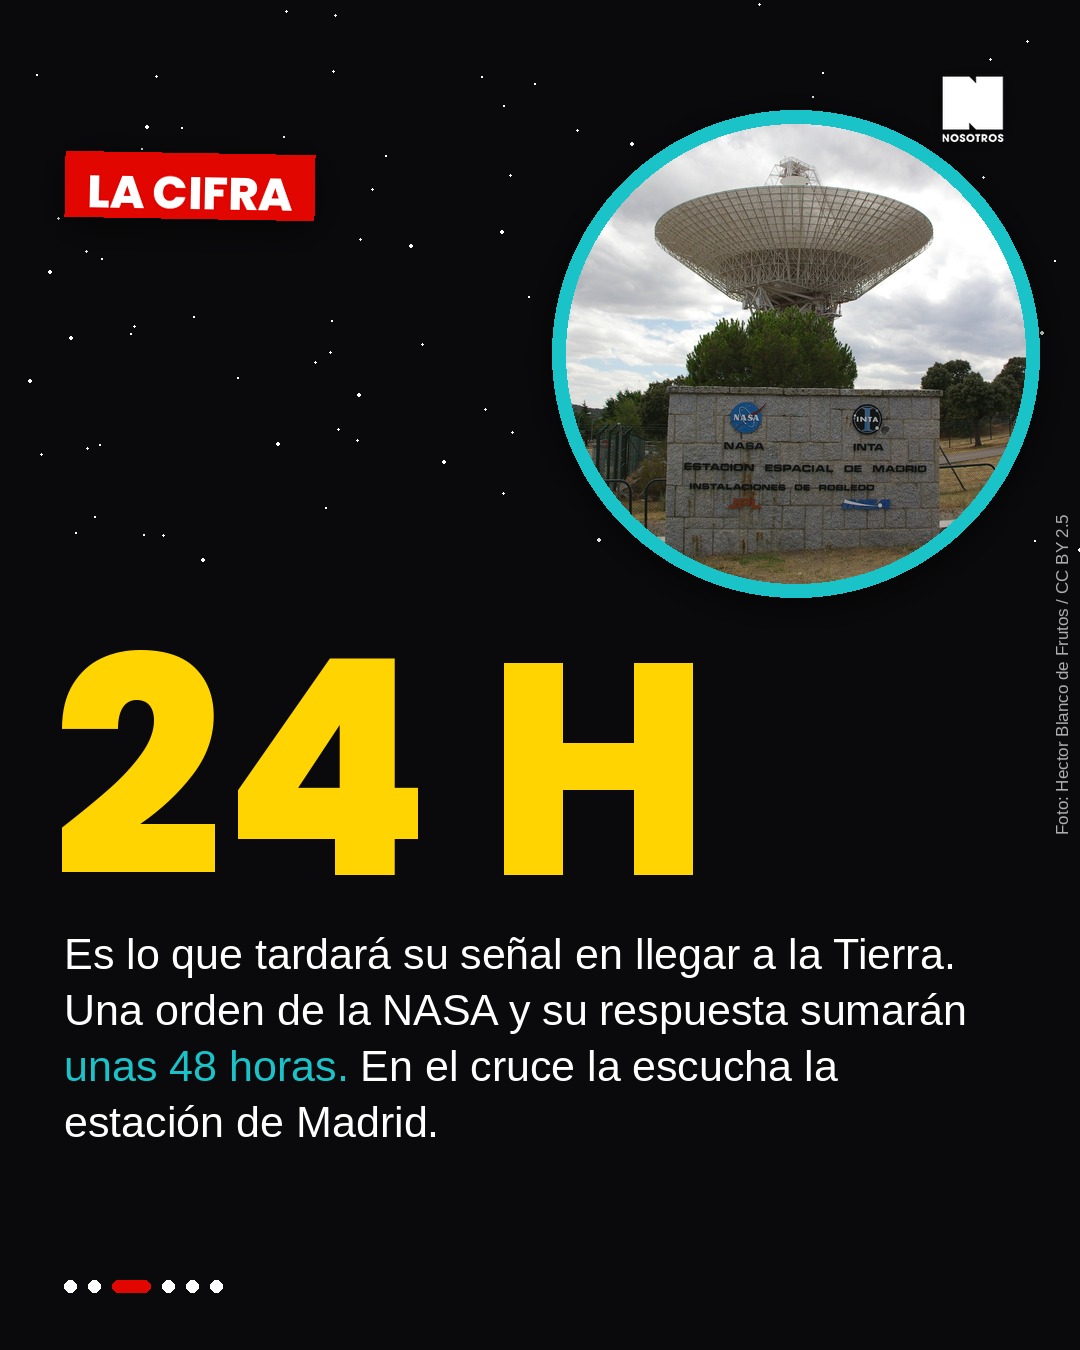 NOSOTROS
LA CIFRA
NASA
INTA
NASA
INTA
ESTACION ESPACIAL DE MADRID
INSTALACIONES DE ROBLEDO
Foto: Hector Blanco de Frutos / CC BY 2.5
24 H
Es lo que tardará su señal en llegar a la Tierra.
Una orden de la NASA y su respuesta sumarán
unas 48 horas. En el cruce la escucha la
estación de Madrid.